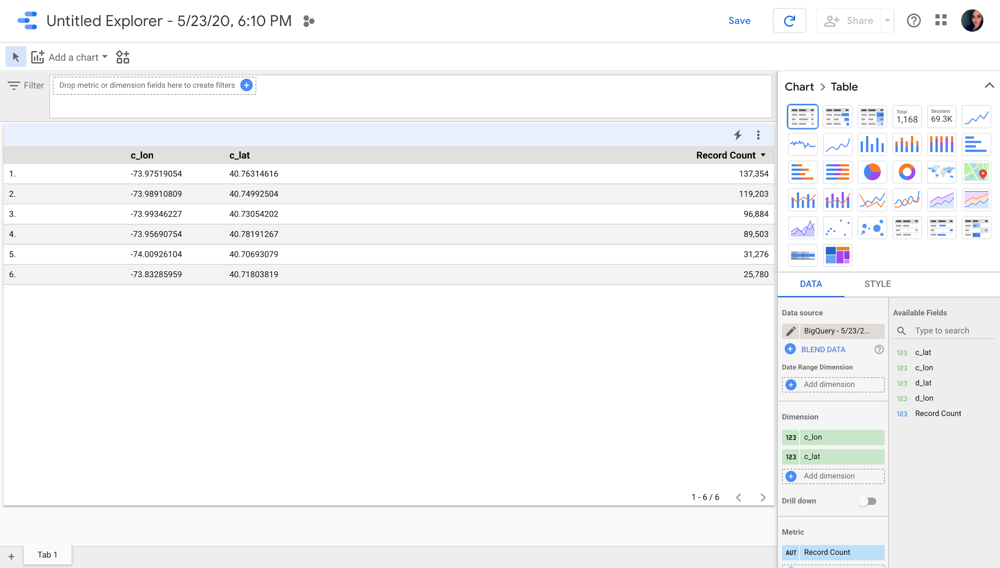 Untitled Explorer - 5/23/20, 6:10 PM
Save
Share
Add a chart
Filter
Drop metric or dimension fields here to create filters
c_lon c_lat Record Count
1. -73.97519054 40.76314616 137,354
2. -73.98910809 40.74992504 119,203
3. -73.99346227 40.73054202 96,884
4. -73.95690754 40.78191267 89,503
5. -74.00926104 40.70693079 31,276
6. -73.83285959 40.71803819 25,780
1 - 6 / 6
Tab 1
Chart > Table
Total
1,168
Sessions
69.3K
DATA STYLE
Data source
BigQuery - 5/23/2...
BLEND DATA
Date Range Dimension
Add dimension
Dimension
123 c_lon
123 c_lat
Add dimension
Drill down
Metric
AUT Record Count
Available Fields
Type to search
123 c_lat
123 c_lon
123 d_lat
123 d_lon
123 Record Count